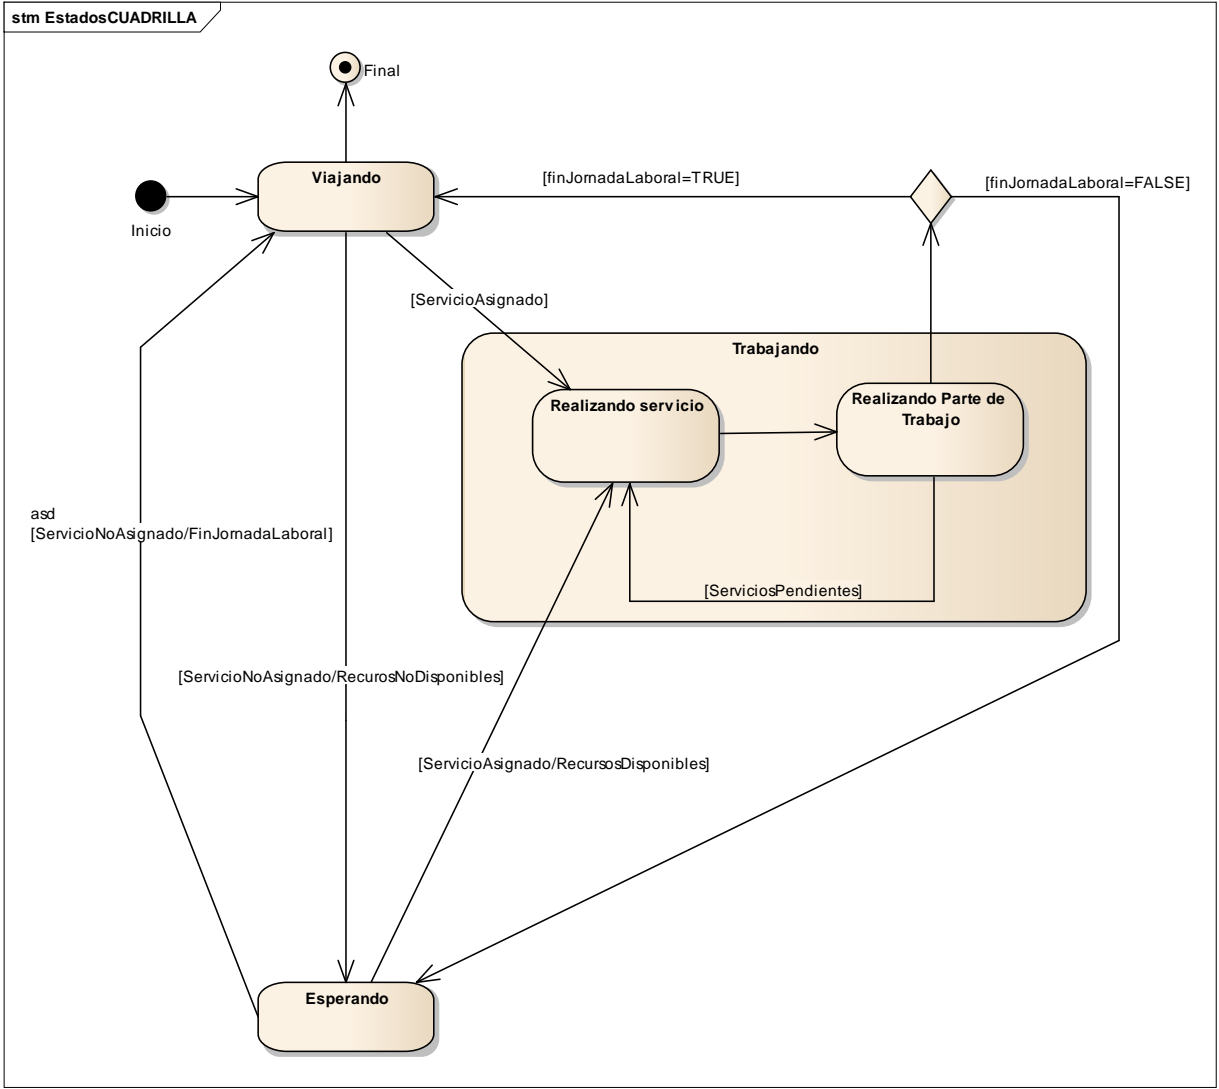 stm EstadosCUADRILLA
Final
Viajando
[finJornadaLaboral=TRUE]
[finJornadaLaboral=FALSE]
Inicio
[ServicioAsignado]
Trabajando
Realizando servicio
Realizando Parte de
Trabajo
asd
[ServicioNoAsignado/FinJornadaLaboral]
[ServiciosPendientes]
[ServicioNoAsignado/RecurosNoDisponibles]
[ServicioAsignado/RecursosDisponibles]
Esperando